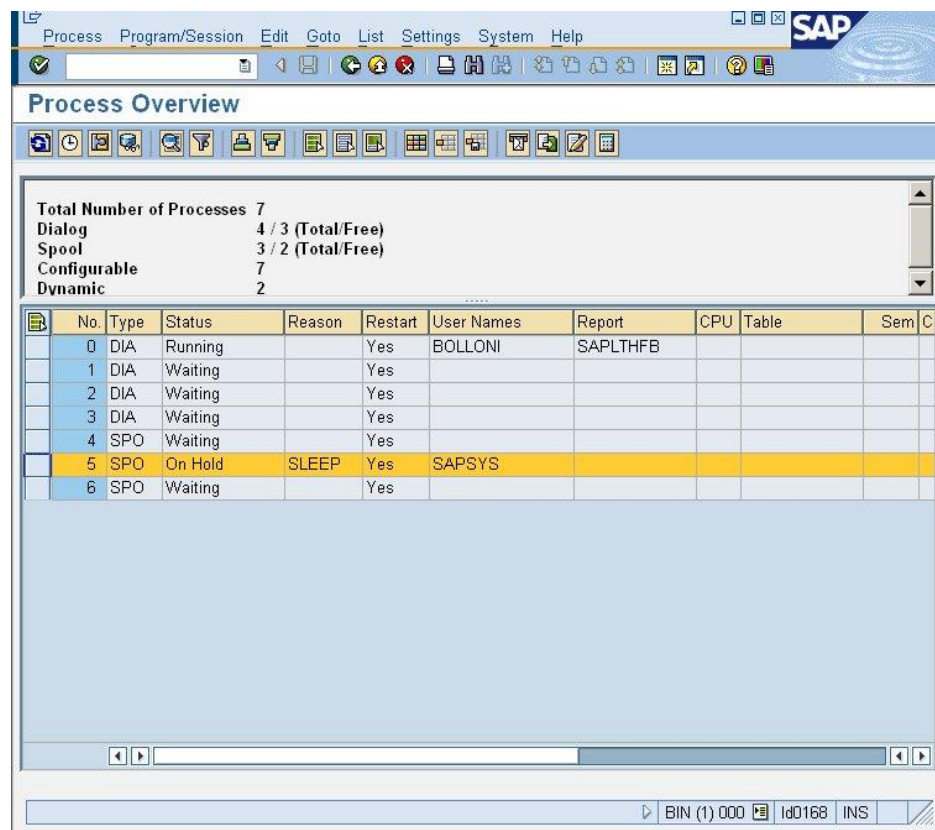 Process Program/Session Edit Goto List Settings System Help
SAP
Process Overview
Total Number of Processes 7
Dialog 4 / 3 (Total/Free)
Spool 3 / 2 (Total/Free)
Configurable 7
Dynamic 2
No. Type Status Reason Restart User Names Report CPU Table Sem C
0 DIA Running Yes BOLLONI SAPLTHFB
1 DIA Waiting Yes
2 DIA Waiting Yes
3 DIA Waiting Yes
4 SPO Waiting Yes
5 SPO On Hold SLEEP Yes SAPSYS
6 SPO Waiting Yes
BIN (1) 000 ld0168 INS